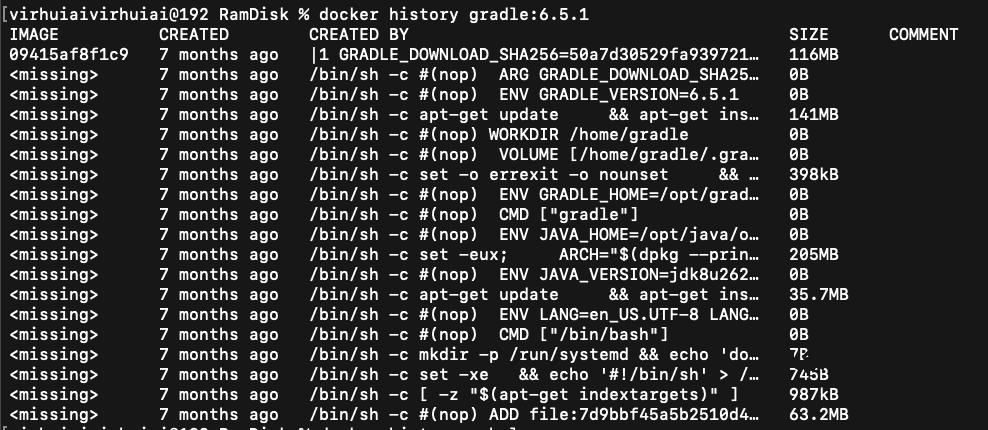 [virhuiaivirhuiai@192 RamDisk % docker history gradle:6.5.1
IMAGE CREATED CREATED BY SIZE COMMENT
09415af8f1c9 7 months ago |1 GRADLE_DOWNLOAD_SHA256=50a7d30529fa939721… 116MB
<missing> 7 months ago /bin/sh -c #(nop)  ARG GRADLE_DOWNLOAD_SHA25… 0B
<missing> 7 months ago /bin/sh -c #(nop)  ENV GRADLE_VERSION=6.5.1 0B
<missing> 7 months ago /bin/sh -c apt-get update     && apt-get ins… 141MB
<missing> 7 months ago /bin/sh -c #(nop) WORKDIR /home/gradle 0B
<missing> 7 months ago /bin/sh -c #(nop)  VOLUME [/home/gradle/.gra… 0B
<missing> 7 months ago /bin/sh -c set -o errexit -o nounset     && … 398kB
<missing> 7 months ago /bin/sh -c #(nop)  ENV GRADLE_HOME=/opt/grad… 0B
<missing> 7 months ago /bin/sh -c #(nop)  CMD ["gradle"] 0B
<missing> 7 months ago /bin/sh -c #(nop)  ENV JAVA_HOME=/opt/java/o… 0B
<missing> 7 months ago /bin/sh -c set -eux;     ARCH="$(dpkg --prin… 205MB
<missing> 7 months ago /bin/sh -c #(nop)  ENV JAVA_VERSION=jdk8u262… 0B
<missing> 7 months ago /bin/sh -c apt-get update     && apt-get ins… 35.7MB
<missing> 7 months ago /bin/sh -c #(nop)  ENV LANG=en_US.UTF-8 LANG… 0B
<missing> 7 months ago /bin/sh -c #(nop)  CMD ["/bin/bash"] 0B
<missing> 7 months ago /bin/sh -c mkdir -p /run/systemd && echo 'do…
<missing> 7 months ago /bin/sh -c set -xe   && echo '#!/bin/sh' > /… 745B
<missing> 7 months ago /bin/sh -c [ -z "$(apt-get indextargets)" ] 987kB
<missing> 7 months ago /bin/sh -c #(nop) ADD file:7d9bbf45a5b2510d4… 63.2MB